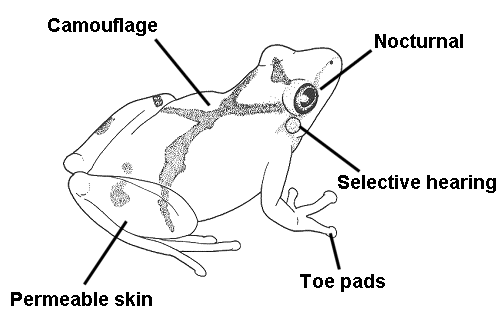 Camouflage
Nocturnal
Selective hearing
Toe pads
Permeable skin